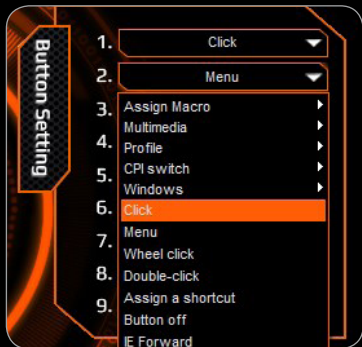 Button Setting
1. Click
2. Menu
3. Assign Macro
Multimedia
4. Profile
5. CPI switch
Windows
6. Click
7. Menu
Wheel click
8. Double-click
9. Assign a shortcut
Button off
IE Forward